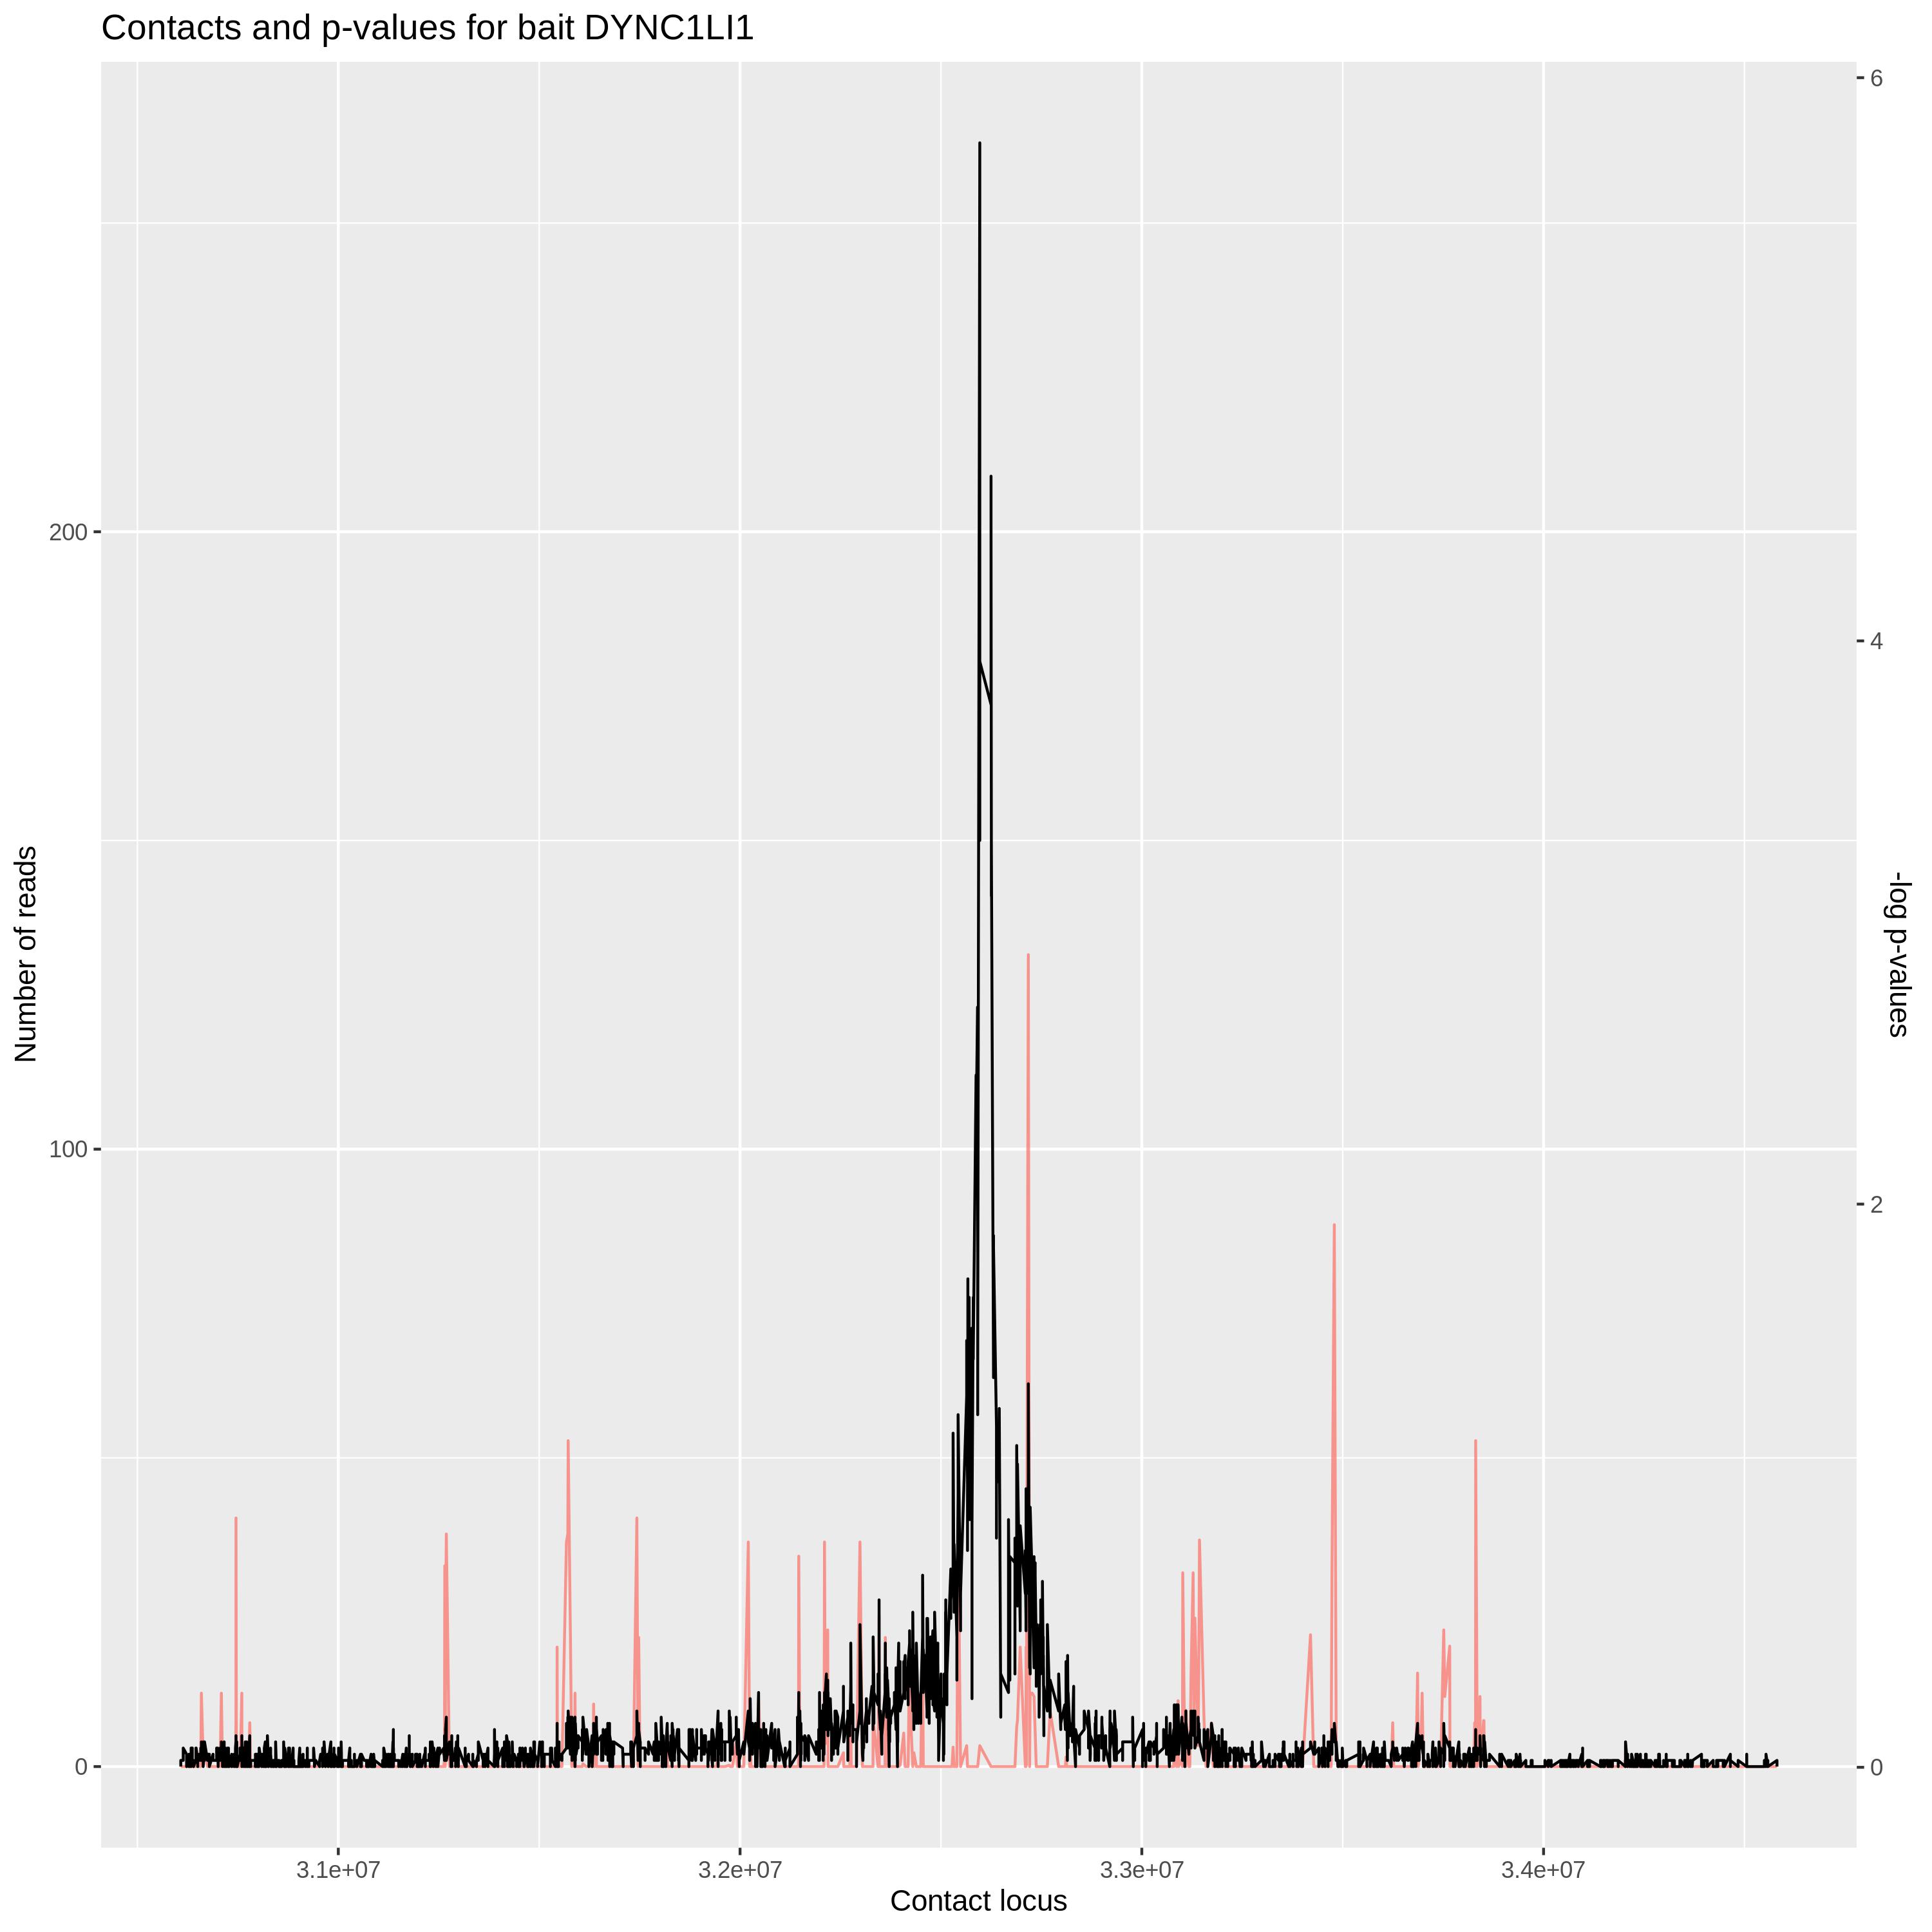 Contacts and p-values for bait DYNC1LI1
6
4
2
0
200
100
0
Number of reads
-log p-values
3.1e+07
3.2e+07
3.3e+07
3.4e+07
Contact locus